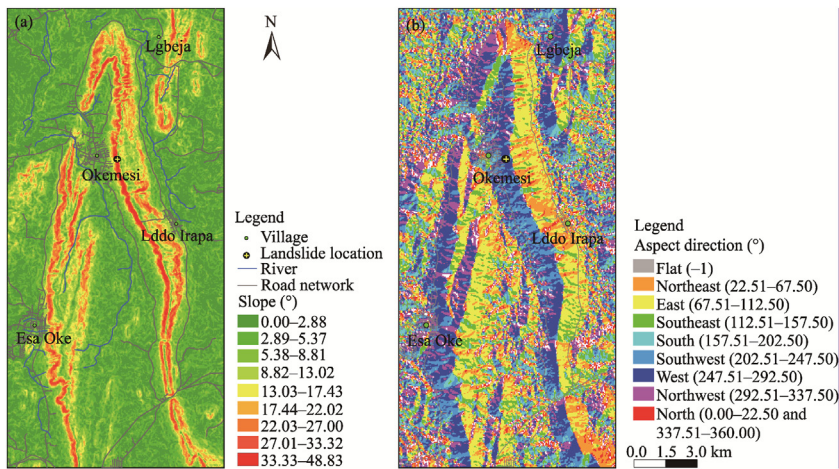 (a)
Lgbeja
Okemesi
Lddo Irapa
Esa Oke
N
Legend
Village
Landslide location
River
Road network
Slope (°)
0.00–2.88
2.89–5.37
5.38–8.81
8.82–13.02
13.03–17.43
17.44–22.02
22.03–27.00
27.01–33.32
33.33–48.83
(b)
Lgbeja
Okemesi
Lddo Irapa
Esa Oke
Legend
Aspect direction (°)
Flat (–1)
Northeast (22.51–67.50)
East (67.51–112.50)
Southeast (112.51–157.50)
South (157.51–202.50)
Southwest (202.51–247.50)
West (247.51–292.50)
Northwest (292.51–337.50)
North (0.00–22.50 and
337.51–360.00)
0.0 1.5 3.0 km